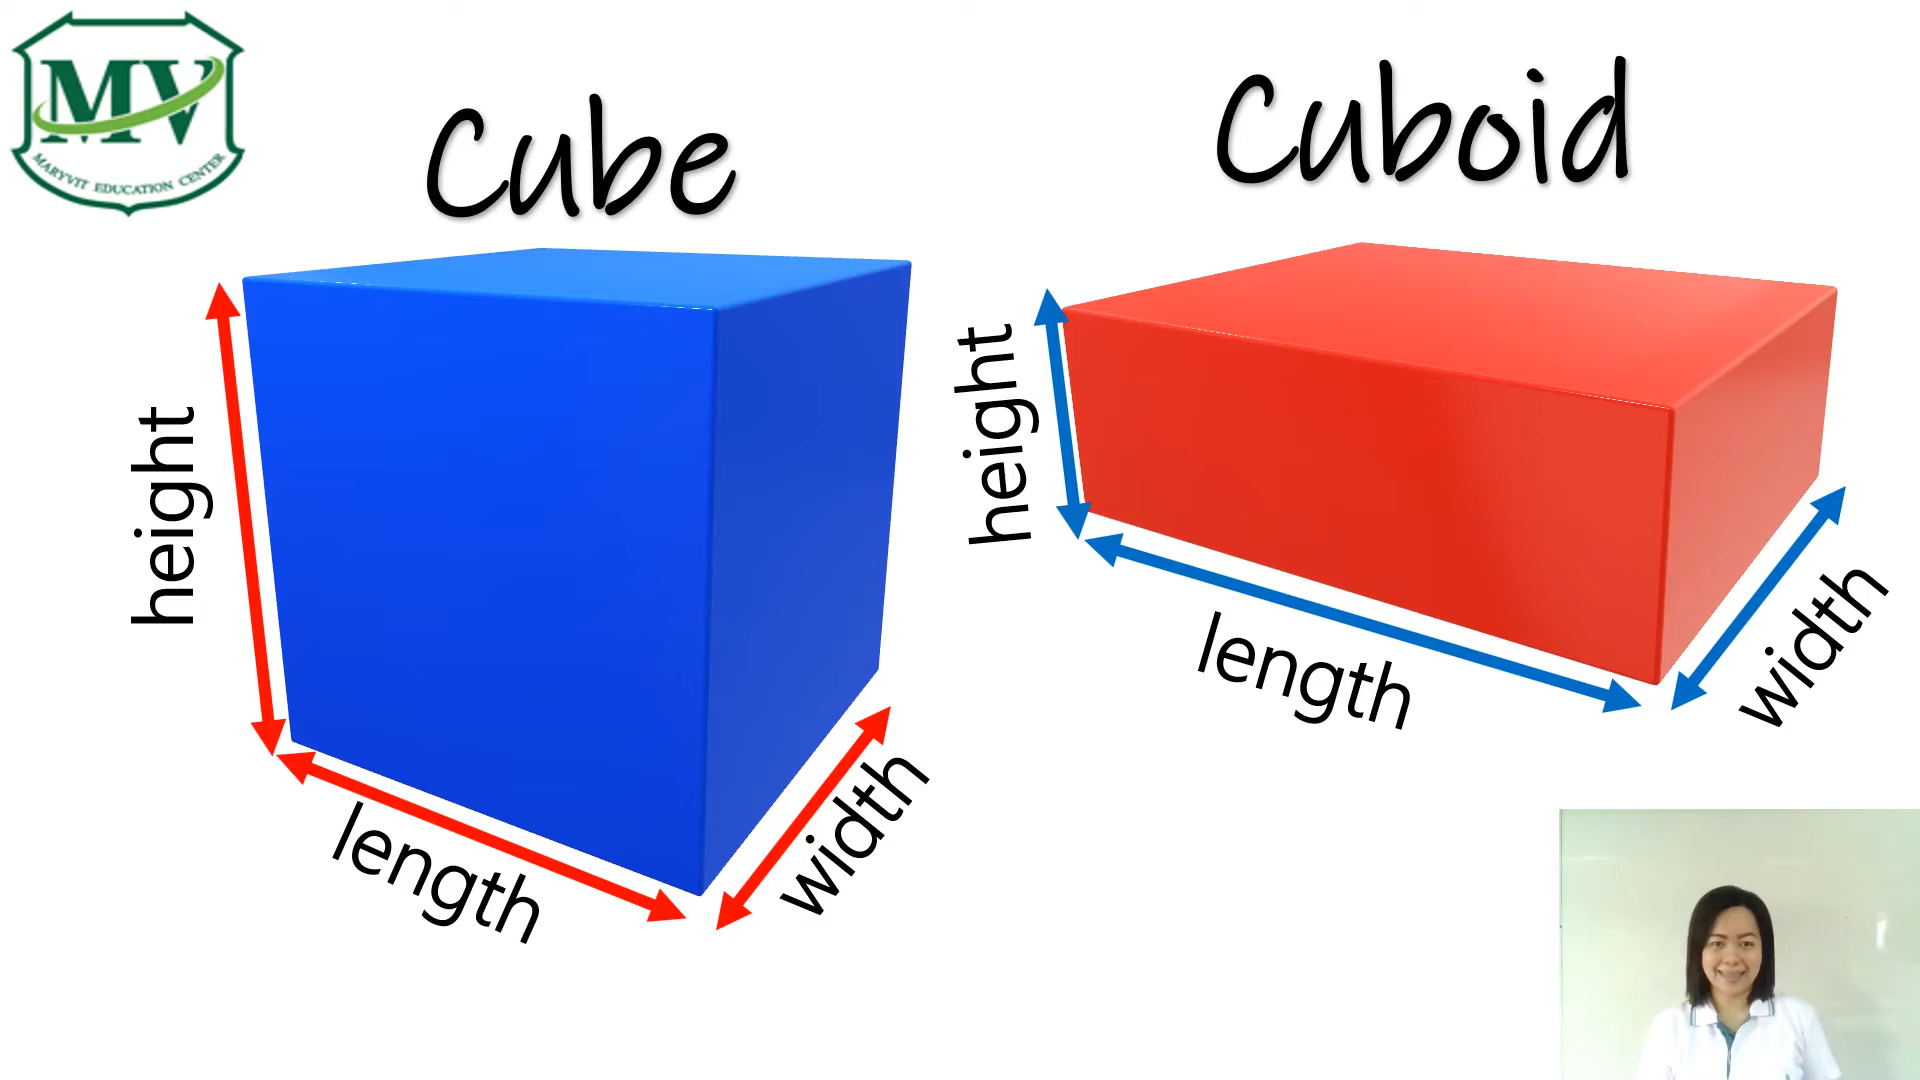 MV
MARYVIT EDUCATION CENTER
Cube
Cuboid
height
length
width
height
length
width